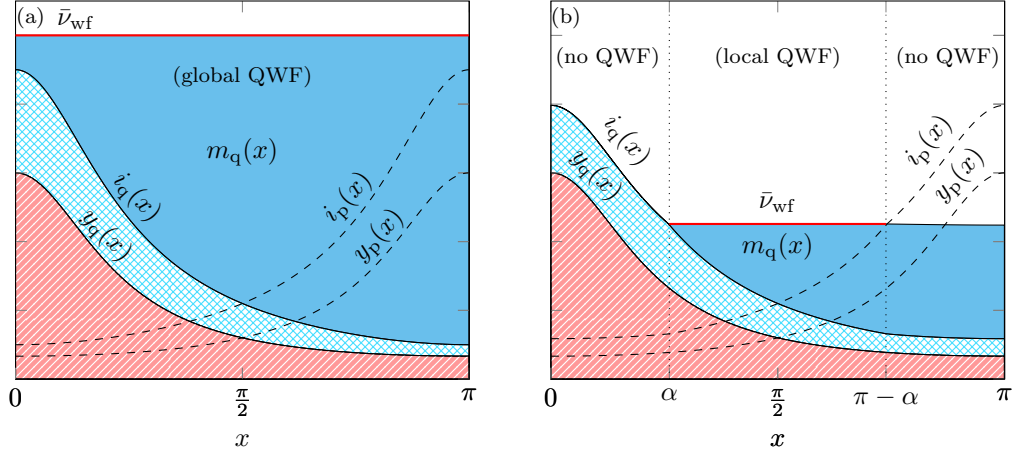 (a) ν̄_wf
(global QWF)
m_q(x)
i_q(x)
y_q(x)
i_p(x)
y_p(x)
0 π/2 π
x
(b)
(no QWF) (local QWF) (no QWF)
i_q(x)
y_q(x)
i_p(x)
y_p(x)
ν̄_wf
m_q(x)
0 α π/2 π − α π
x